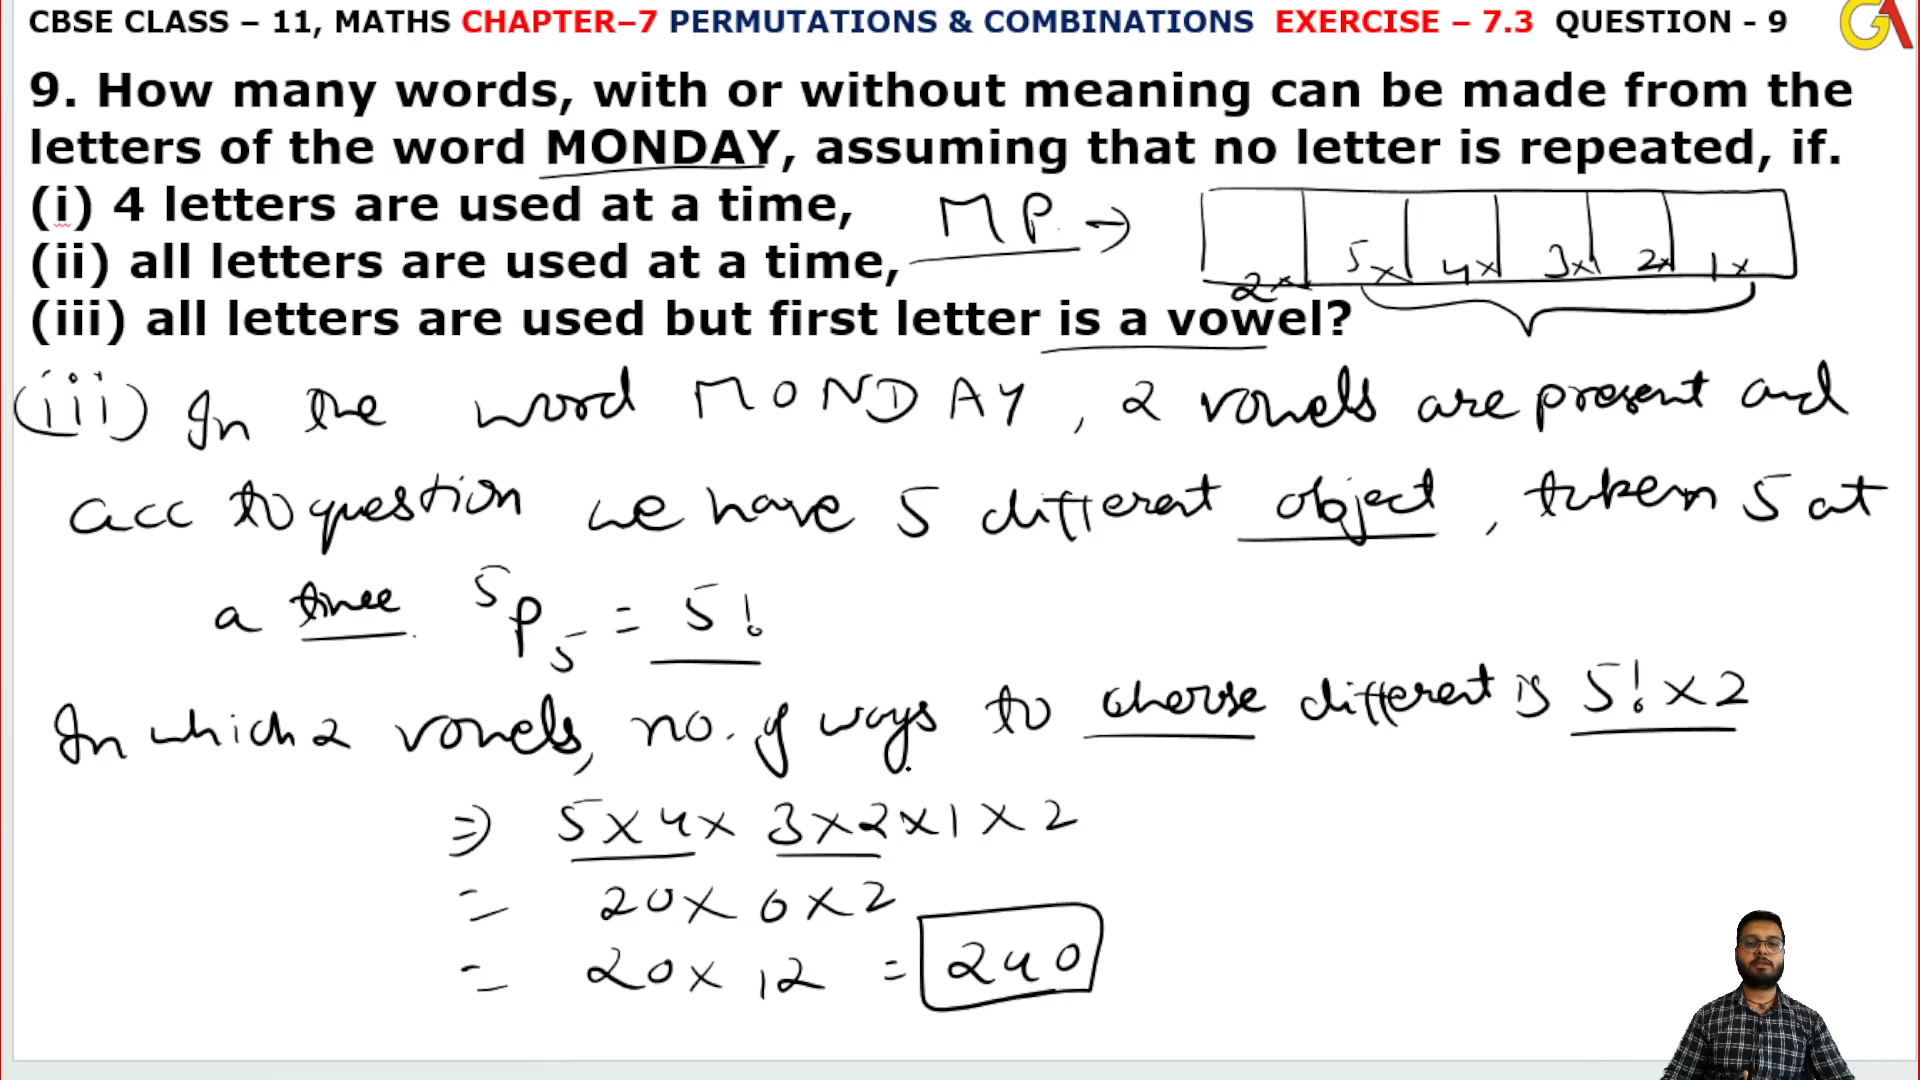 CBSE CLASS – 11, MATHS CHAPTER–7 PERMUTATIONS & COMBINATIONS EXERCISE – 7.3 QUESTION - 9
GA
9. How many words, with or without meaning can be made from the
letters of the word MONDAY, assuming that no letter is repeated, if.
(i) 4 letters are used at a time,
(ii) all letters are used at a time,
(iii) all letters are used but first letter is a vowel?
MP. →
2× 5× 4× 3× 2× 1×
(iii) In the word MONDAY, 2 vowels are present and
acc to question we have 5 different object, taken 5 at
a time. ⁵P₅ = 5!
In which 2 vowels, no. of ways to choose different is 5! × 2
⇒ 5×4× 3×2×1×2
= 20× 6×2
= 20× 12 = 240